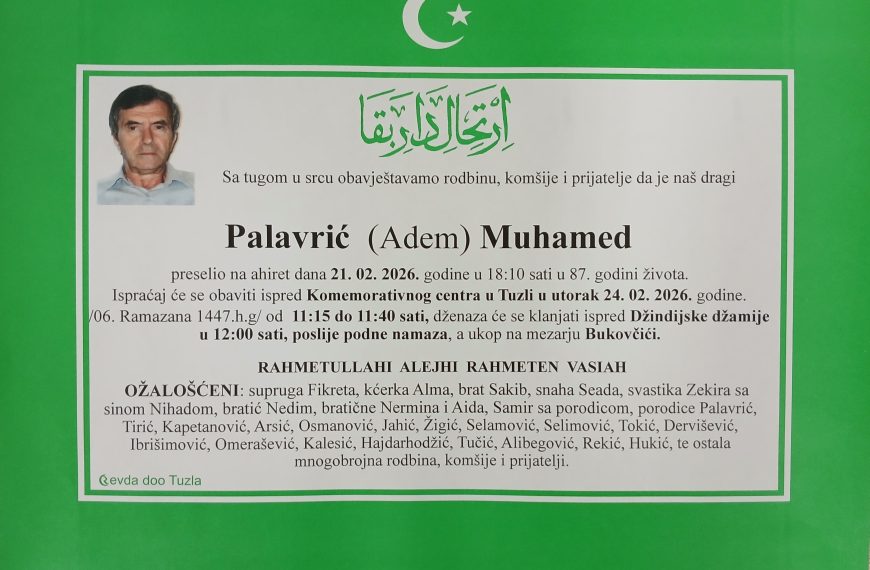 اِرْتِحَالِ دَارِ بَقَا
Sa tugom u srcu obavještavamo rodbinu, komšije i prijatelje da je naš dragi
Palavrić (Adem) Muhamed
preselio na ahiret dana 21. 02. 2026. godine u 18:10 sati u 87. godini života.
Ispraćaj će se obaviti ispred Komemorativnog centra u Tuzli u utorak 24. 02. 2026. godine.
/06. Ramazana 1447.h.g/ od 11:15 do 11:40 sati, dženaza će se klanjati ispred Džindijske džamije
u 12:00 sati, poslije podne namaza, a ukop na mezarju Bukovčići.
RAHMETULLAHI ALEJHI RAHMETEN VASIAH
OŽALOŠĆENI: supruga Fikreta, kćerka Alma, brat Sakib, snaha Seada, svastika Zekira sa
sinom Nihadom, bratić Nedim, bratične Nermina i Aida, Samir sa porodicom, porodice Palavrić,
Tirić, Kapetanović, Arsić, Osmanović, Jahić, Žigić, Selamović, Selimović, Tokić, Dervišević,
Ibrišimović, Omerašević, Kalesić, Hajdarhodžić, Tučić, Alibegović, Rekić, Hukić, te ostala
mnogobrojna rodbina, komšije i prijatelji.
Revda doo Tuzla